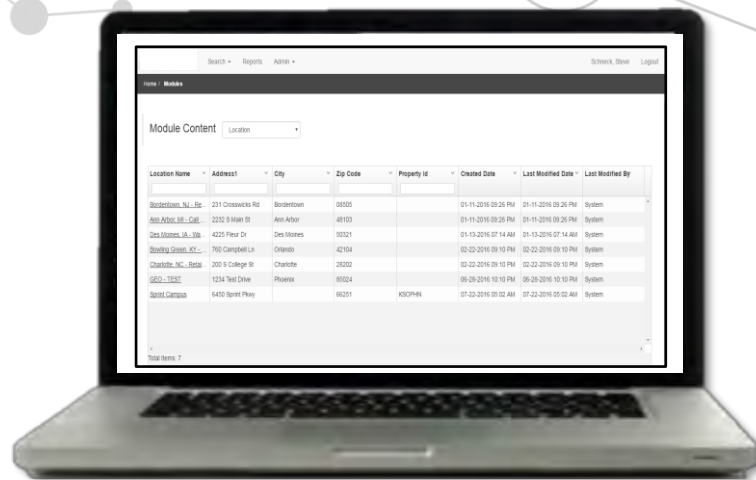 Search Reports Admin Schneck, Steve Logout
Home / Modules
Module Content Location
Location Name Address1 City Zip Code Property Id Created Date Last Modified Date Last Modified By
Bordentown, NJ - Re... 231 Crosswicks Rd Bordentown 08505 01-11-2016 09:26 PM 01-11-2016 09:26 PM System
Ann Arbor, MI - Call ... 2232 S Main St Ann Arbor 48103 01-11-2016 09:26 PM 01-11-2016 09:26 PM System
Des Moines, IA - Wa... 4225 Fleur Dr Des Moines 50321 01-13-2016 07:14 AM 01-13-2016 07:14 AM System
Bowling Green, KY - ... 760 Campbell Ln Orlando 42104 02-22-2016 09:10 PM 02-22-2016 09:10 PM System
Charlotte, NC - Retai... 200 S College St Charlotte 28202 02-22-2016 09:10 PM 02-22-2016 09:10 PM System
GEO - TEST 1234 Test Drive Phoenix 85024 06-28-2016 10:10 PM 06-28-2016 10:10 PM System
Sprint Campus 6450 Sprint Pkwy 66251 KSOPHN 07-22-2016 05:02 AM 07-22-2016 05:02 AM System
Total Items: 7